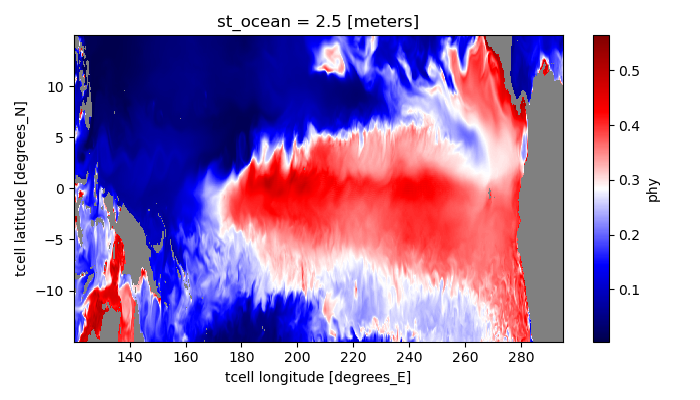 st_ocean = 2.5 [meters]
10
5
0
−5
−10
tcell latitude [degrees_N]
140 160 180 200 220 240 260 280
tcell longitude [degrees_E]
0.5
0.4
0.3
0.2
0.1
phy